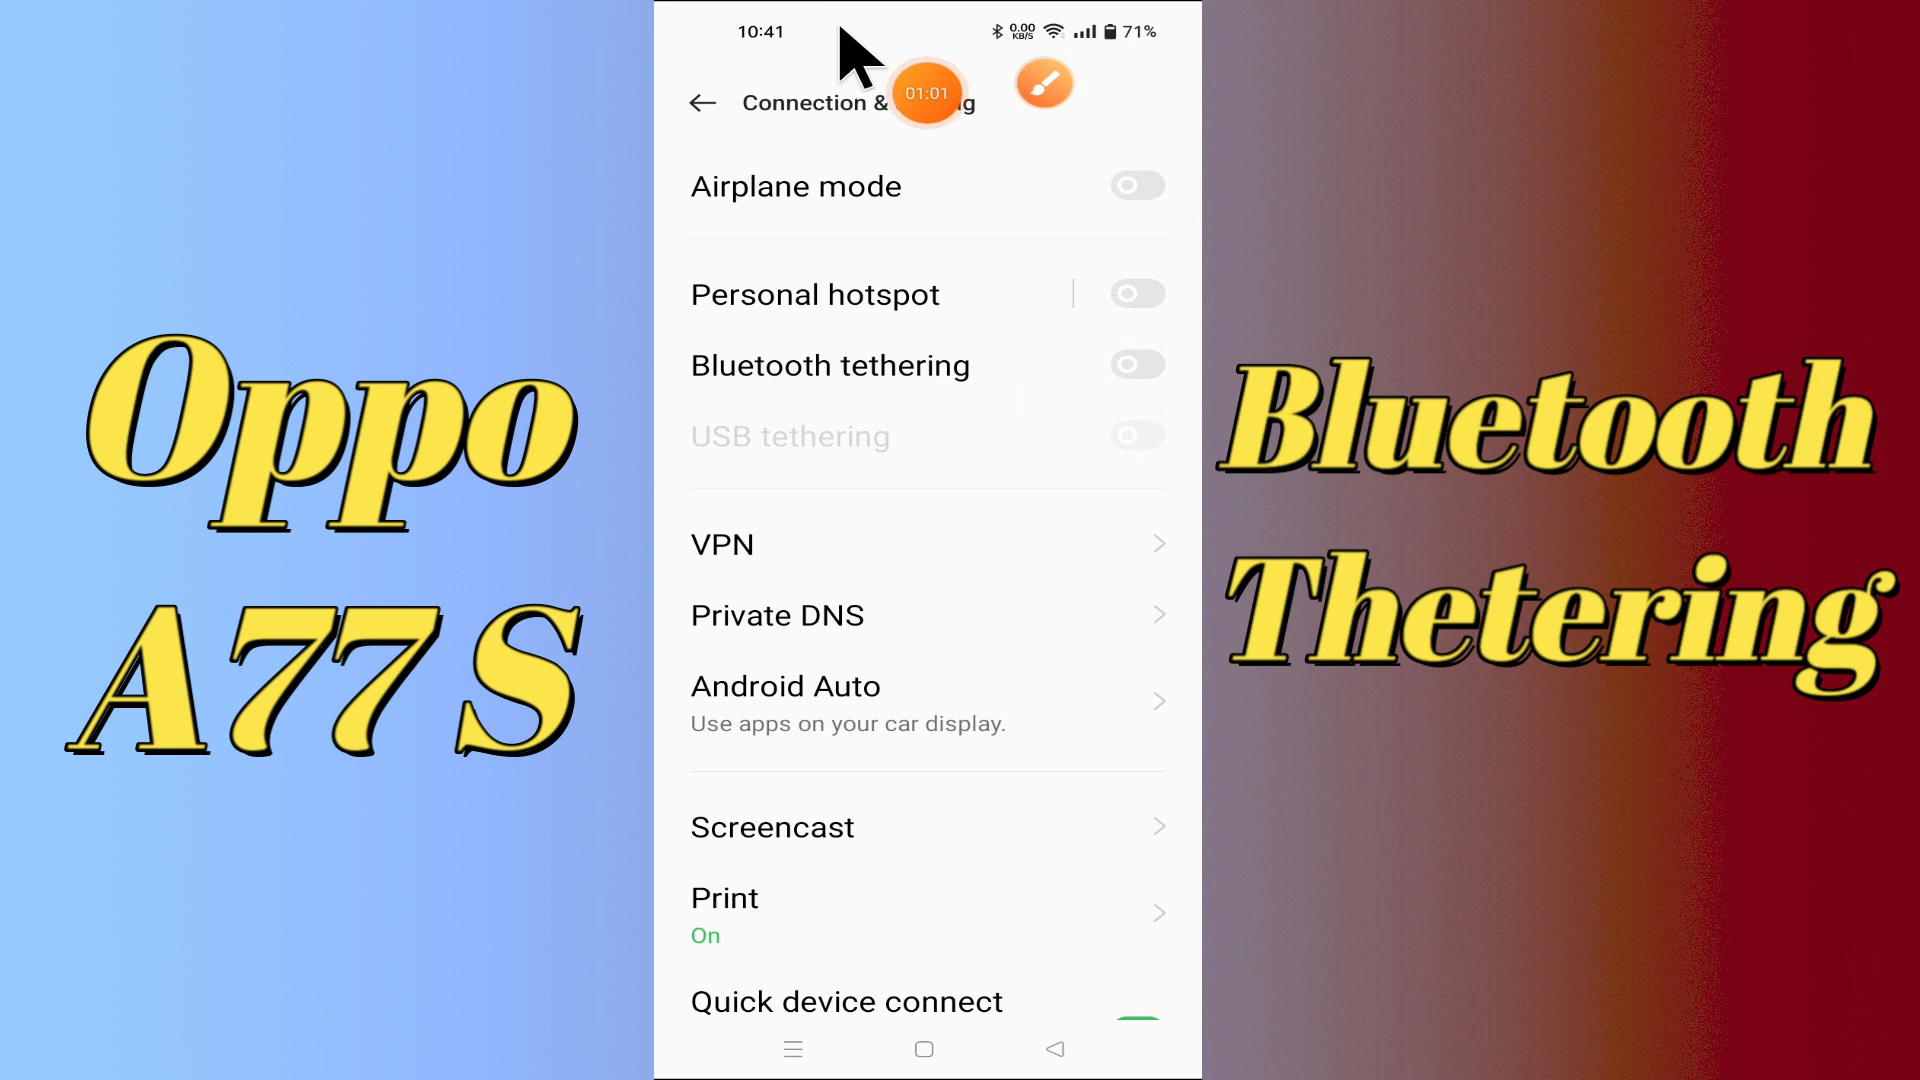 Oppo
A77 S
10:41
0.00
KB/S
71%
01:01
Connection &
g
Airplane mode
Personal hotspot
Bluetooth tethering
USB tethering
VPN
Private DNS
Android Auto
Use apps on your car display.
Screencast
Print
On
Quick device connect
Bluetooth
Thetering